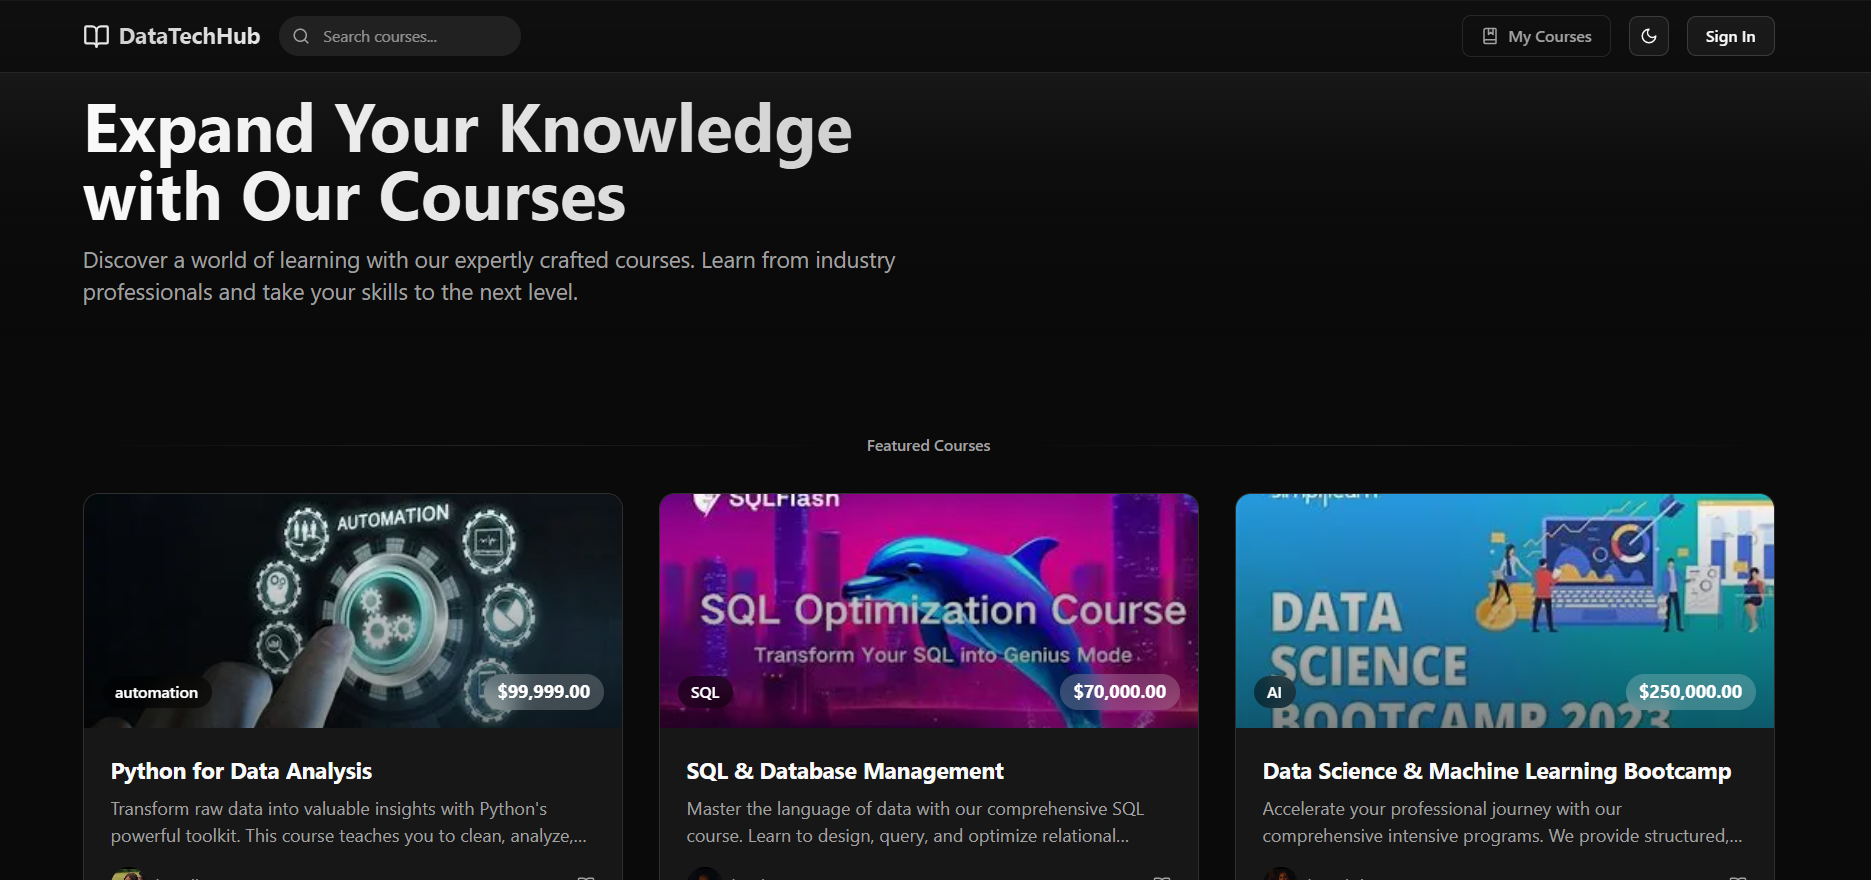 DataTechHub
Search courses...
My Courses
Sign In
Expand Your Knowledge
with Our Courses
Discover a world of learning with our expertly crafted courses. Learn from industry
professionals and take your skills to the next level.
Featured Courses
AUTOMATION
automation
$99,999.00
Python for Data Analysis
Transform raw data into valuable insights with Python's
powerful toolkit. This course teaches you to clean, analyze,...
SQLFlash
SQL Optimization Course
Transform Your SQL into Genius Mode
SQL
$70,000.00
SQL & Database Management
Master the language of data with our comprehensive SQL
course. Learn to design, query, and optimize relational...
simplilearn
DATA
SCIENCE
BOOTCAMP 2023
AI
$250,000.00
Data Science & Machine Learning Bootcamp
Accelerate your professional journey with our
comprehensive intensive programs. We provide structured,...